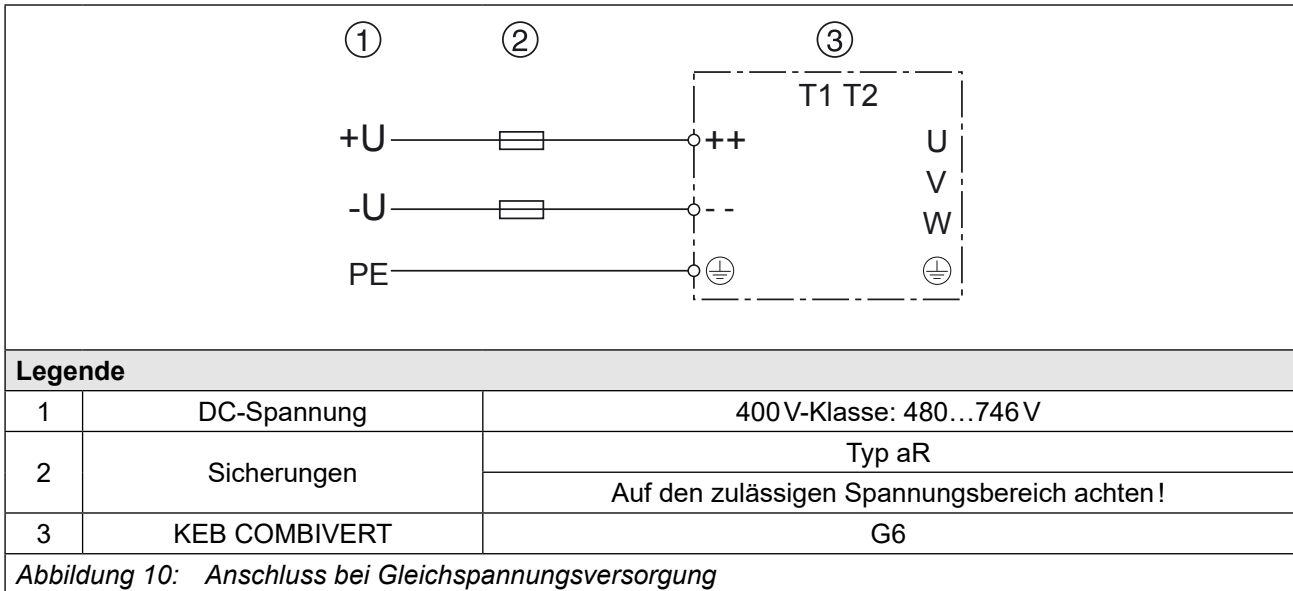 ① ② ③
T1 T2
+U ++ U
V
-U - - W
PE
Legende
1 DC-Spannung 400 V-Klasse: 480…746 V
2 Sicherungen Typ aR
Auf den zulässigen Spannungsbereich achten!
3 KEB COMBIVERT G6
Abbildung 10: Anschluss bei Gleichspannungsversorgung